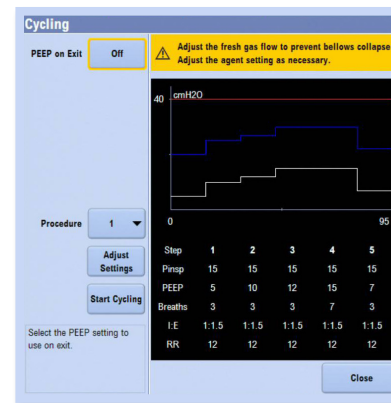 Cycling
PEEP on Exit
Off
Adjust the fresh gas flow to prevent bellows collapse
Adjust the agent setting as necessary.
40 cmH2O
0 95
Procedure
1
Adjust
Settings
Start Cycling
Select the PEEP setting to
use on exit.
Step 1 2 3 4 5
Pinsp 15 15 15 15 15
PEEP 5 10 12 15 7
Breaths 3 3 3 7 3
I:E 1:1.5 1:1.5 1:1.5 1:1.5 1:1.5
RR 12 12 12 12 12
Close